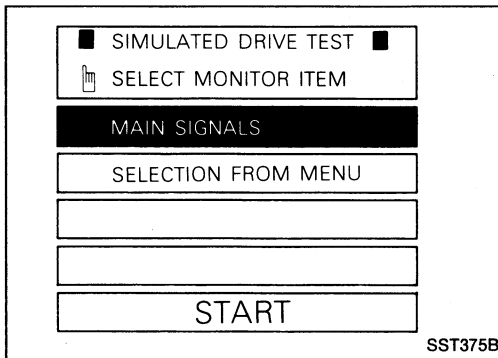 SIMULATED DRIVE TEST
SELECT MONITOR ITEM
MAIN SIGNALS
SELECTION FROM MENU
START
SST375B